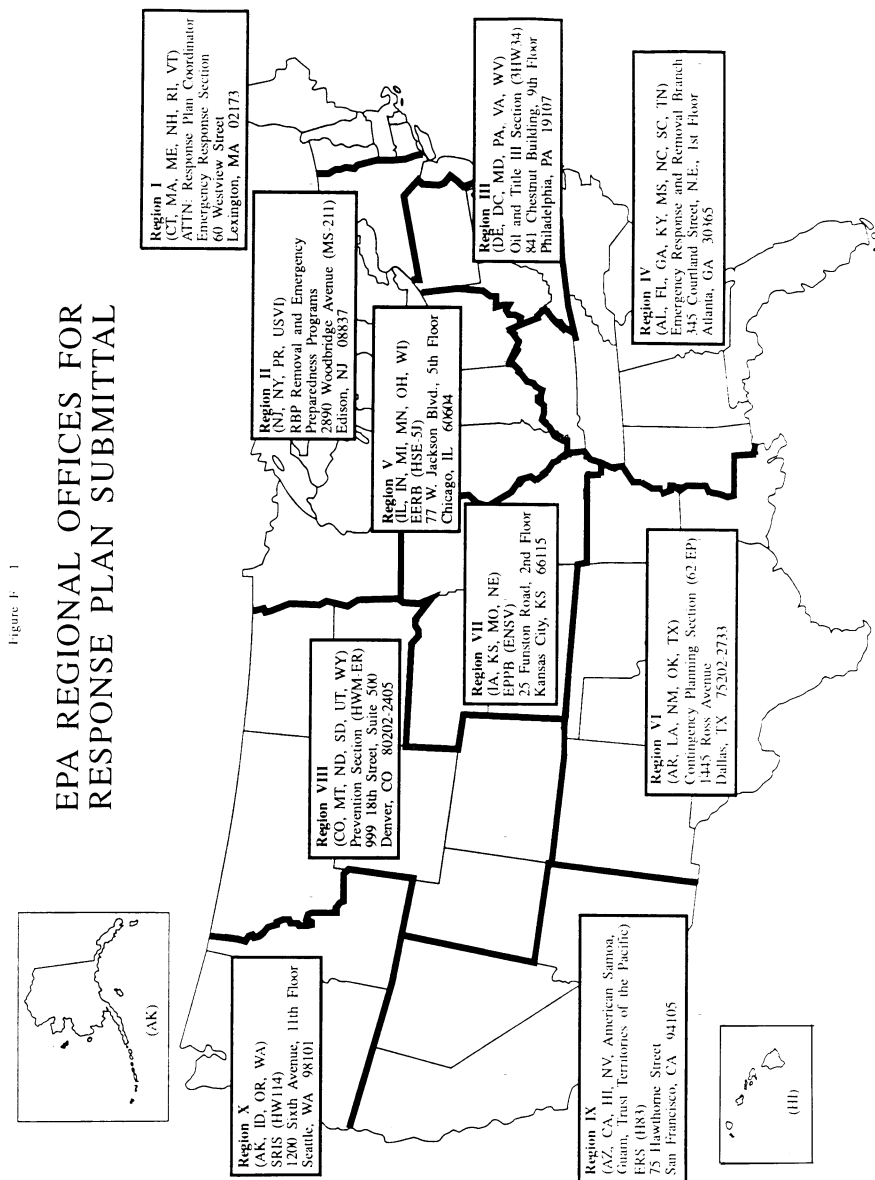 Figure F 1
EPA REGIONAL OFFICES FOR
RESPONSE PLAN SUBMITTAL
(AK)
Region X
(AK, ID, OR, WA)
SRIS (HW114)
1200 Sixth Avenue, 11th Floor
Seattle, WA 98101
Region VIII
(CO, MT, ND, SD, UT, WY)
Prevention Section (HWM-ER)
999 18th Street, Suite 500
Denver, CO 80202-2405
Region V
(IL, IN, MI, MN, OH, WI)
EERB (HSE-5J)
77 W. Jackson Blvd., 5th Floor
Chicago, IL 60604
Region II
(NJ, NY, PR, USVI)
RBP Removal and Emergency
Preparedness Programs
2890 Woodbridge Avenue (MS-211)
Edison, NJ 08837
Region I
(CT, MA, ME, NH, RI, VT)
ATTN: Response Plan Coordinator
Emergency Response Section
60 Westview Street
Lexington, MA 02173
Region VII
(IA, KS, MO, NE)
EPPB (ENSV)
25 Funston Road, 2nd Floor
Kansas City, KS 66115
Region III
(DE, DC, MD, PA, VA, WV)
Oil and Title III Section (3HW34)
841 Chestnut Building, 9th Floor
Philadelphia, PA 19107
Region IX
(AZ, CA, HI, NV, American Samoa,
Guam, Trust Territories of the Pacific)
ERS (H83)
75 Hawthorne Street
San Francisco, CA 94105
Region VI
(AR, LA, NM, OK, TX)
Contingency Planning Section (62 EP)
1445 Ross Avenue
Dallas, TX 75202-2733
Region IV
(AL, FL, GA, KY, MS, NC, SC, TN)
Emergency Response and Removal Branch
345 Courtland Street, N.E., 1st Floor
Atlanta, GA 30365
(HI)